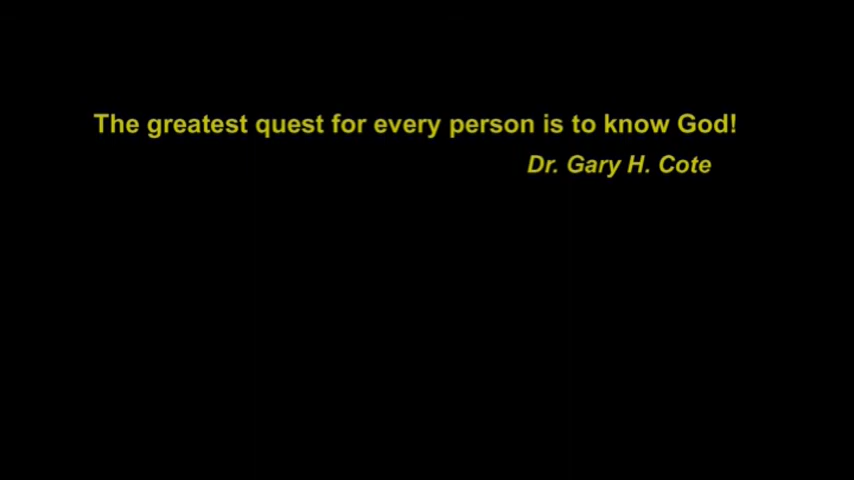 The greatest quest for every person is to know God!
Dr. Gary H. Cote